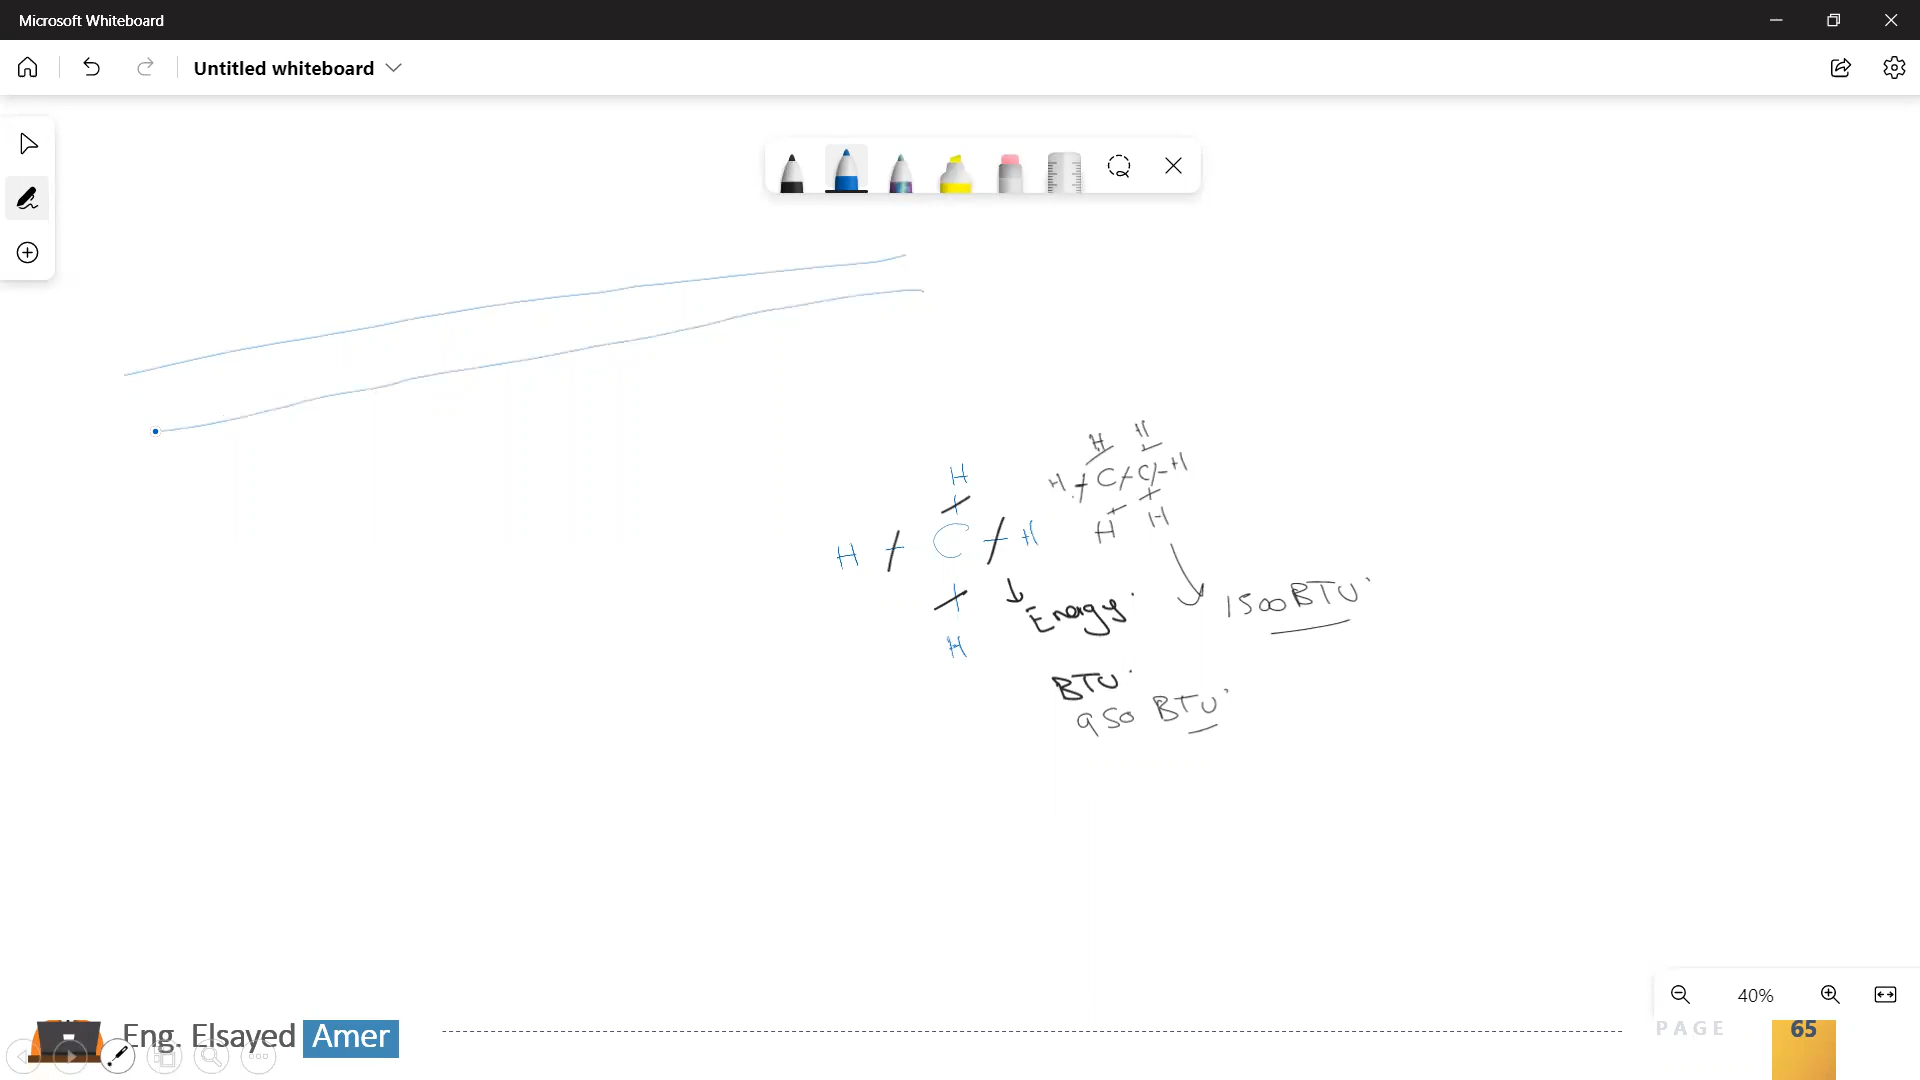 Microsoft Whiteboard
Untitled whiteboard
H H
H C C H
H H
H
H C H
H
Energy
1500 BTU
BTU
950 BTU
40%
Eng. Elsayed Amer
PAGE 65